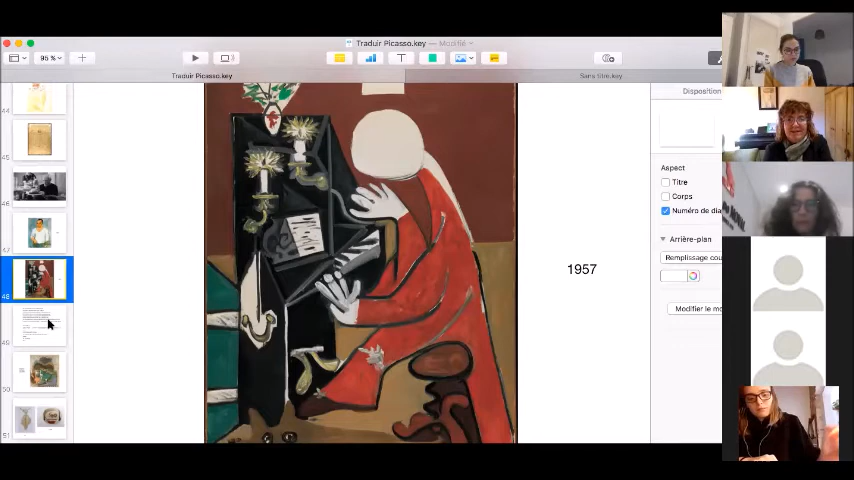 Traduir Picasso.key — Modifié
95 %
Traduir Picasso.key
Sans titre.key
44
45
46
47
48
49
50
51
1957
Disposition
Aspect
Titre
Corps
Numéro de dia
Arrière-plan
Remplissage cou
Modifier le mo